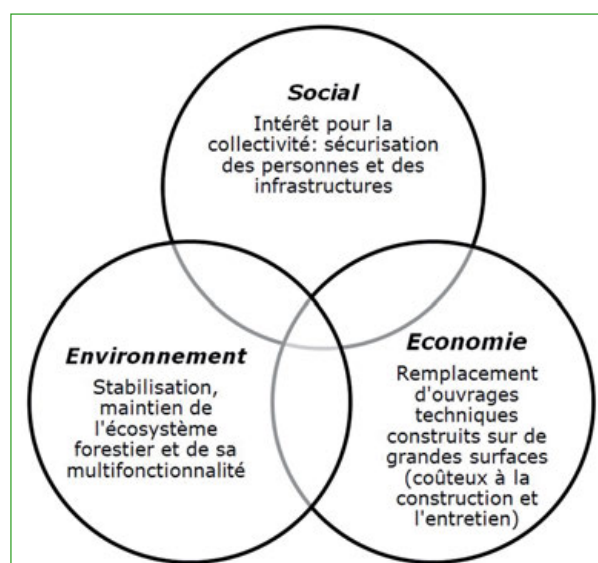 Social
Intérêt pour la
collectivité: sécurisation
des personnes et des
infrastructures
Environnement
Stabilisation,
maintien de
l'écosystème
forestier et de sa
multifonctionnalité
Economie
Remplacement
d'ouvrages
techniques
construits sur de
grandes surfaces
(coûteux à la
construction et
l'entretien)